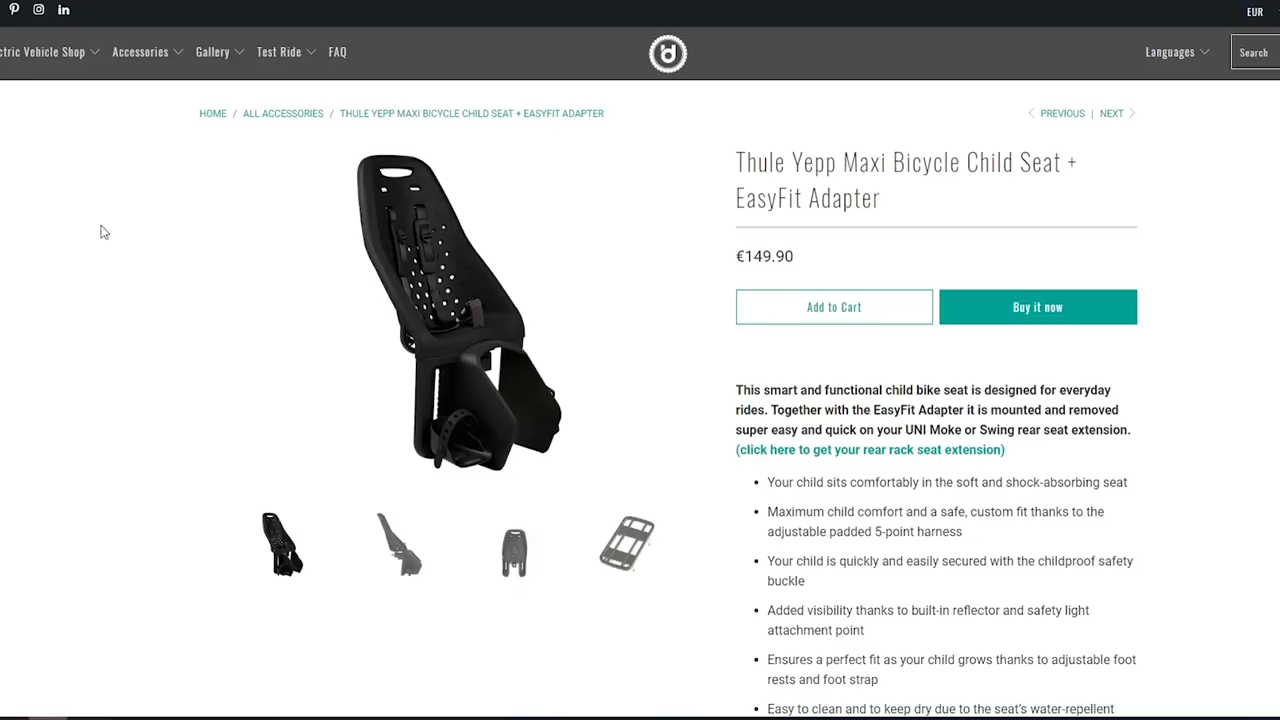 EUR
ctric Vehicle Shop Accessories Gallery Test Ride FAQ
Languages Search
HOME / ALL ACCESSORIES / THULE YEPP MAXI BICYCLE CHILD SEAT + EASYFIT ADAPTER
PREVIOUS | NEXT
Thule Yepp Maxi Bicycle Child Seat +
EasyFit Adapter
€149.90
Add to Cart Buy it now
This smart and functional child bike seat is designed for everyday
rides. Together with the EasyFit Adapter it is mounted and removed
super easy and quick on your UNI Moke or Swing rear seat extension.
(click here to get your rear rack seat extension)
• Your child sits comfortably in the soft and shock-absorbing seat
• Maximum child comfort and a safe, custom fit thanks to the
adjustable padded 5-point harness
• Your child is quickly and easily secured with the childproof safety
buckle
• Added visibility thanks to built-in reflector and safety light
attachment point
• Ensures a perfect fit as your child grows thanks to adjustable foot
rests and foot strap
• Easy to clean and to keep dry due to the seat's water-repellent